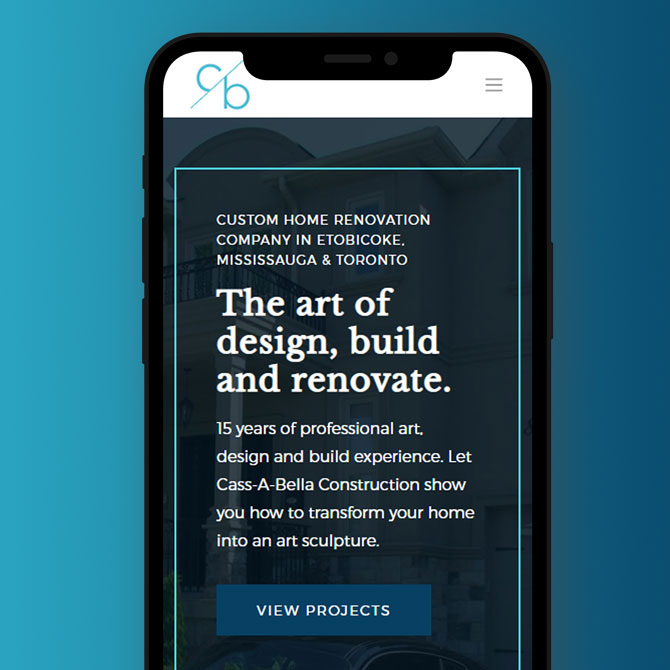 cb
CUSTOM HOME RENOVATION
COMPANY IN ETOBICOKE,
MISSISSAUGA & TORONTO
The art of
design, build
and renovate.
15 years of professional art,
design and build experience. Let
Cass-A-Bella Construction show
you how to transform your home
into an art sculpture.
VIEW PROJECTS